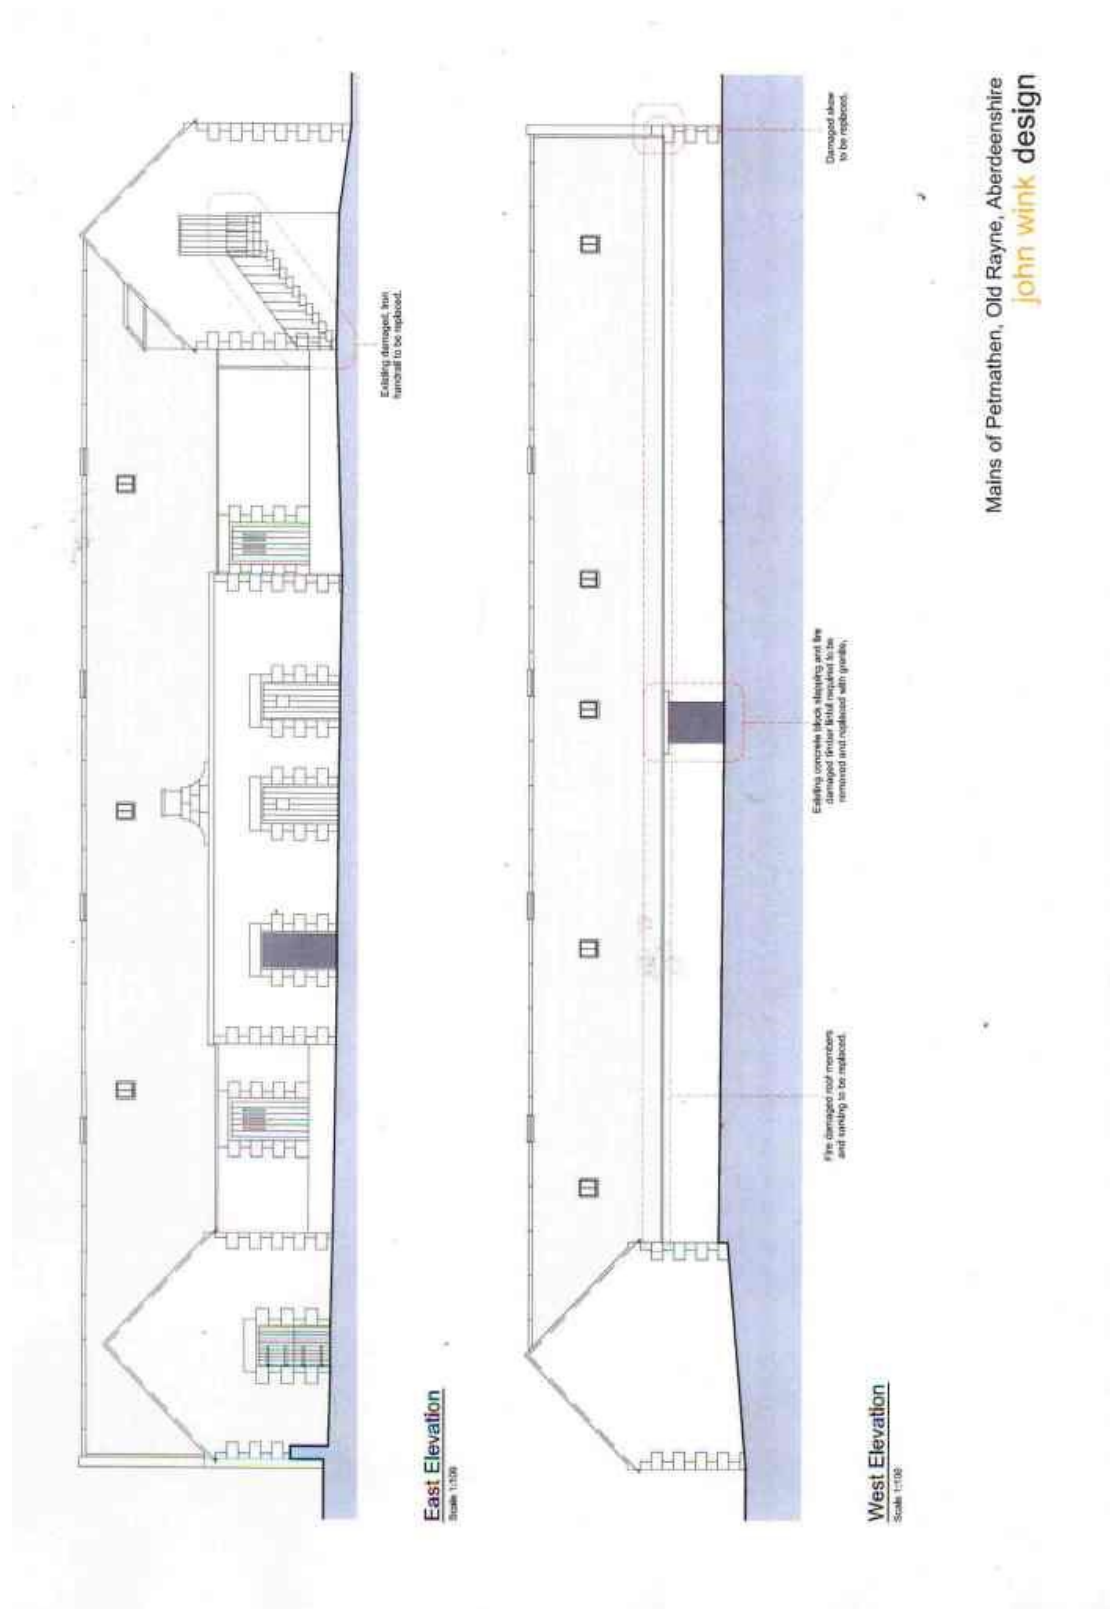 Existing damaged, iron
handrail to be replaced.
East Elevation
Scale 1:100
Damaged skew
to be replaced.
Existing concrete block slapping and fire
damaged timber lintol required to be
removed and replaced with granite.
Fire damaged roof members
and sarking to be replaced.
West Elevation
Scale 1:100
Mains of Petmathen, Old Rayne, Aberdeenshire
john wink design